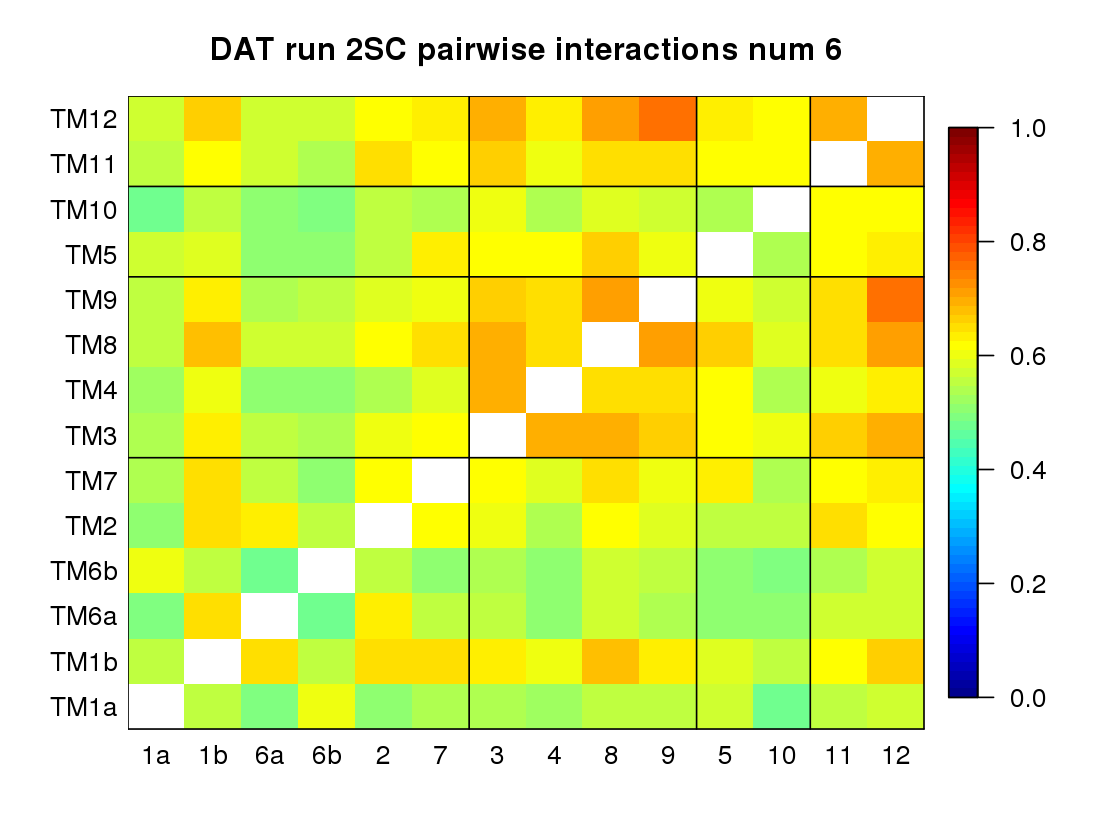 DAT run 2SC pairwise interactions num 6
TM12
TM11
TM10
TM5
TM9
TM8
TM4
TM3
TM7
TM2
TM6b
TM6a
TM1b
TM1a
1a 1b 6a 6b 2 7 3 4 8 9 5 10 11 12
1.0
0.8
0.6
0.4
0.2
0.0